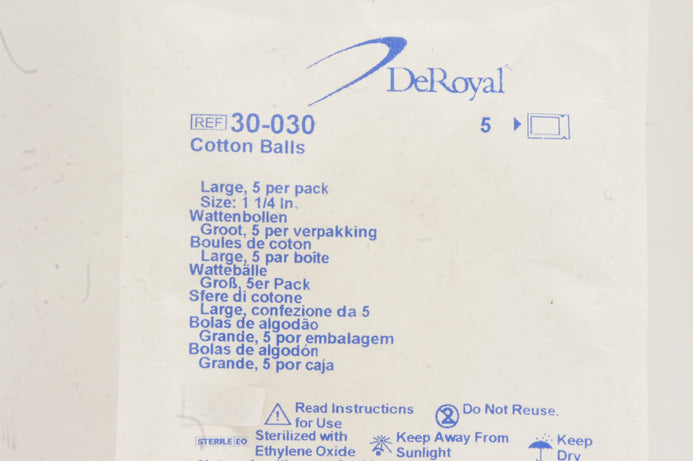 DeRoyal
REF 30-030
5
Cotton Balls
Large, 5 per pack
Size: 1 1/4 In.
Wattenbollen
Groot, 5 per verpakking
Boules de coton
Large, 5 par boîte
Wattebälle
Groß, 5er Pack
Sfere di cotone
Large, confezione da 5
Bolas de algodão
Grande, 5 por embalagem
Bolas de algodón
Grande, 5 por caja
Read Instructions
for Use
2
Do Not Reuse.
STERILE EO
Sterilized with
Ethylene Oxide
Keep Away From
Sunlight
Keep
Dry